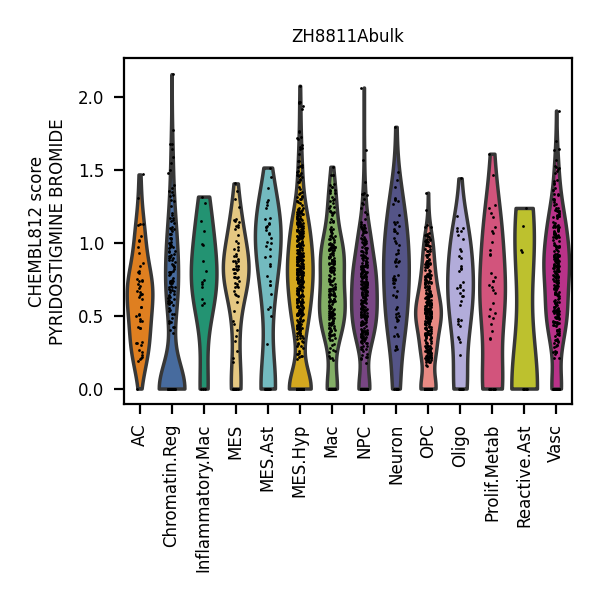 ZH8811Abulk
CHEMBL812 score
PYRIDOSTIGMINE BROMIDE
2.0
1.5
1.0
0.5
0.0
AC
Chromatin.Reg
Inflammatory.Mac
MES
MES.Ast
MES.Hyp
Mac
NPC
Neuron
OPC
Oligo
Prolif.Metab
Reactive.Ast
Vasc